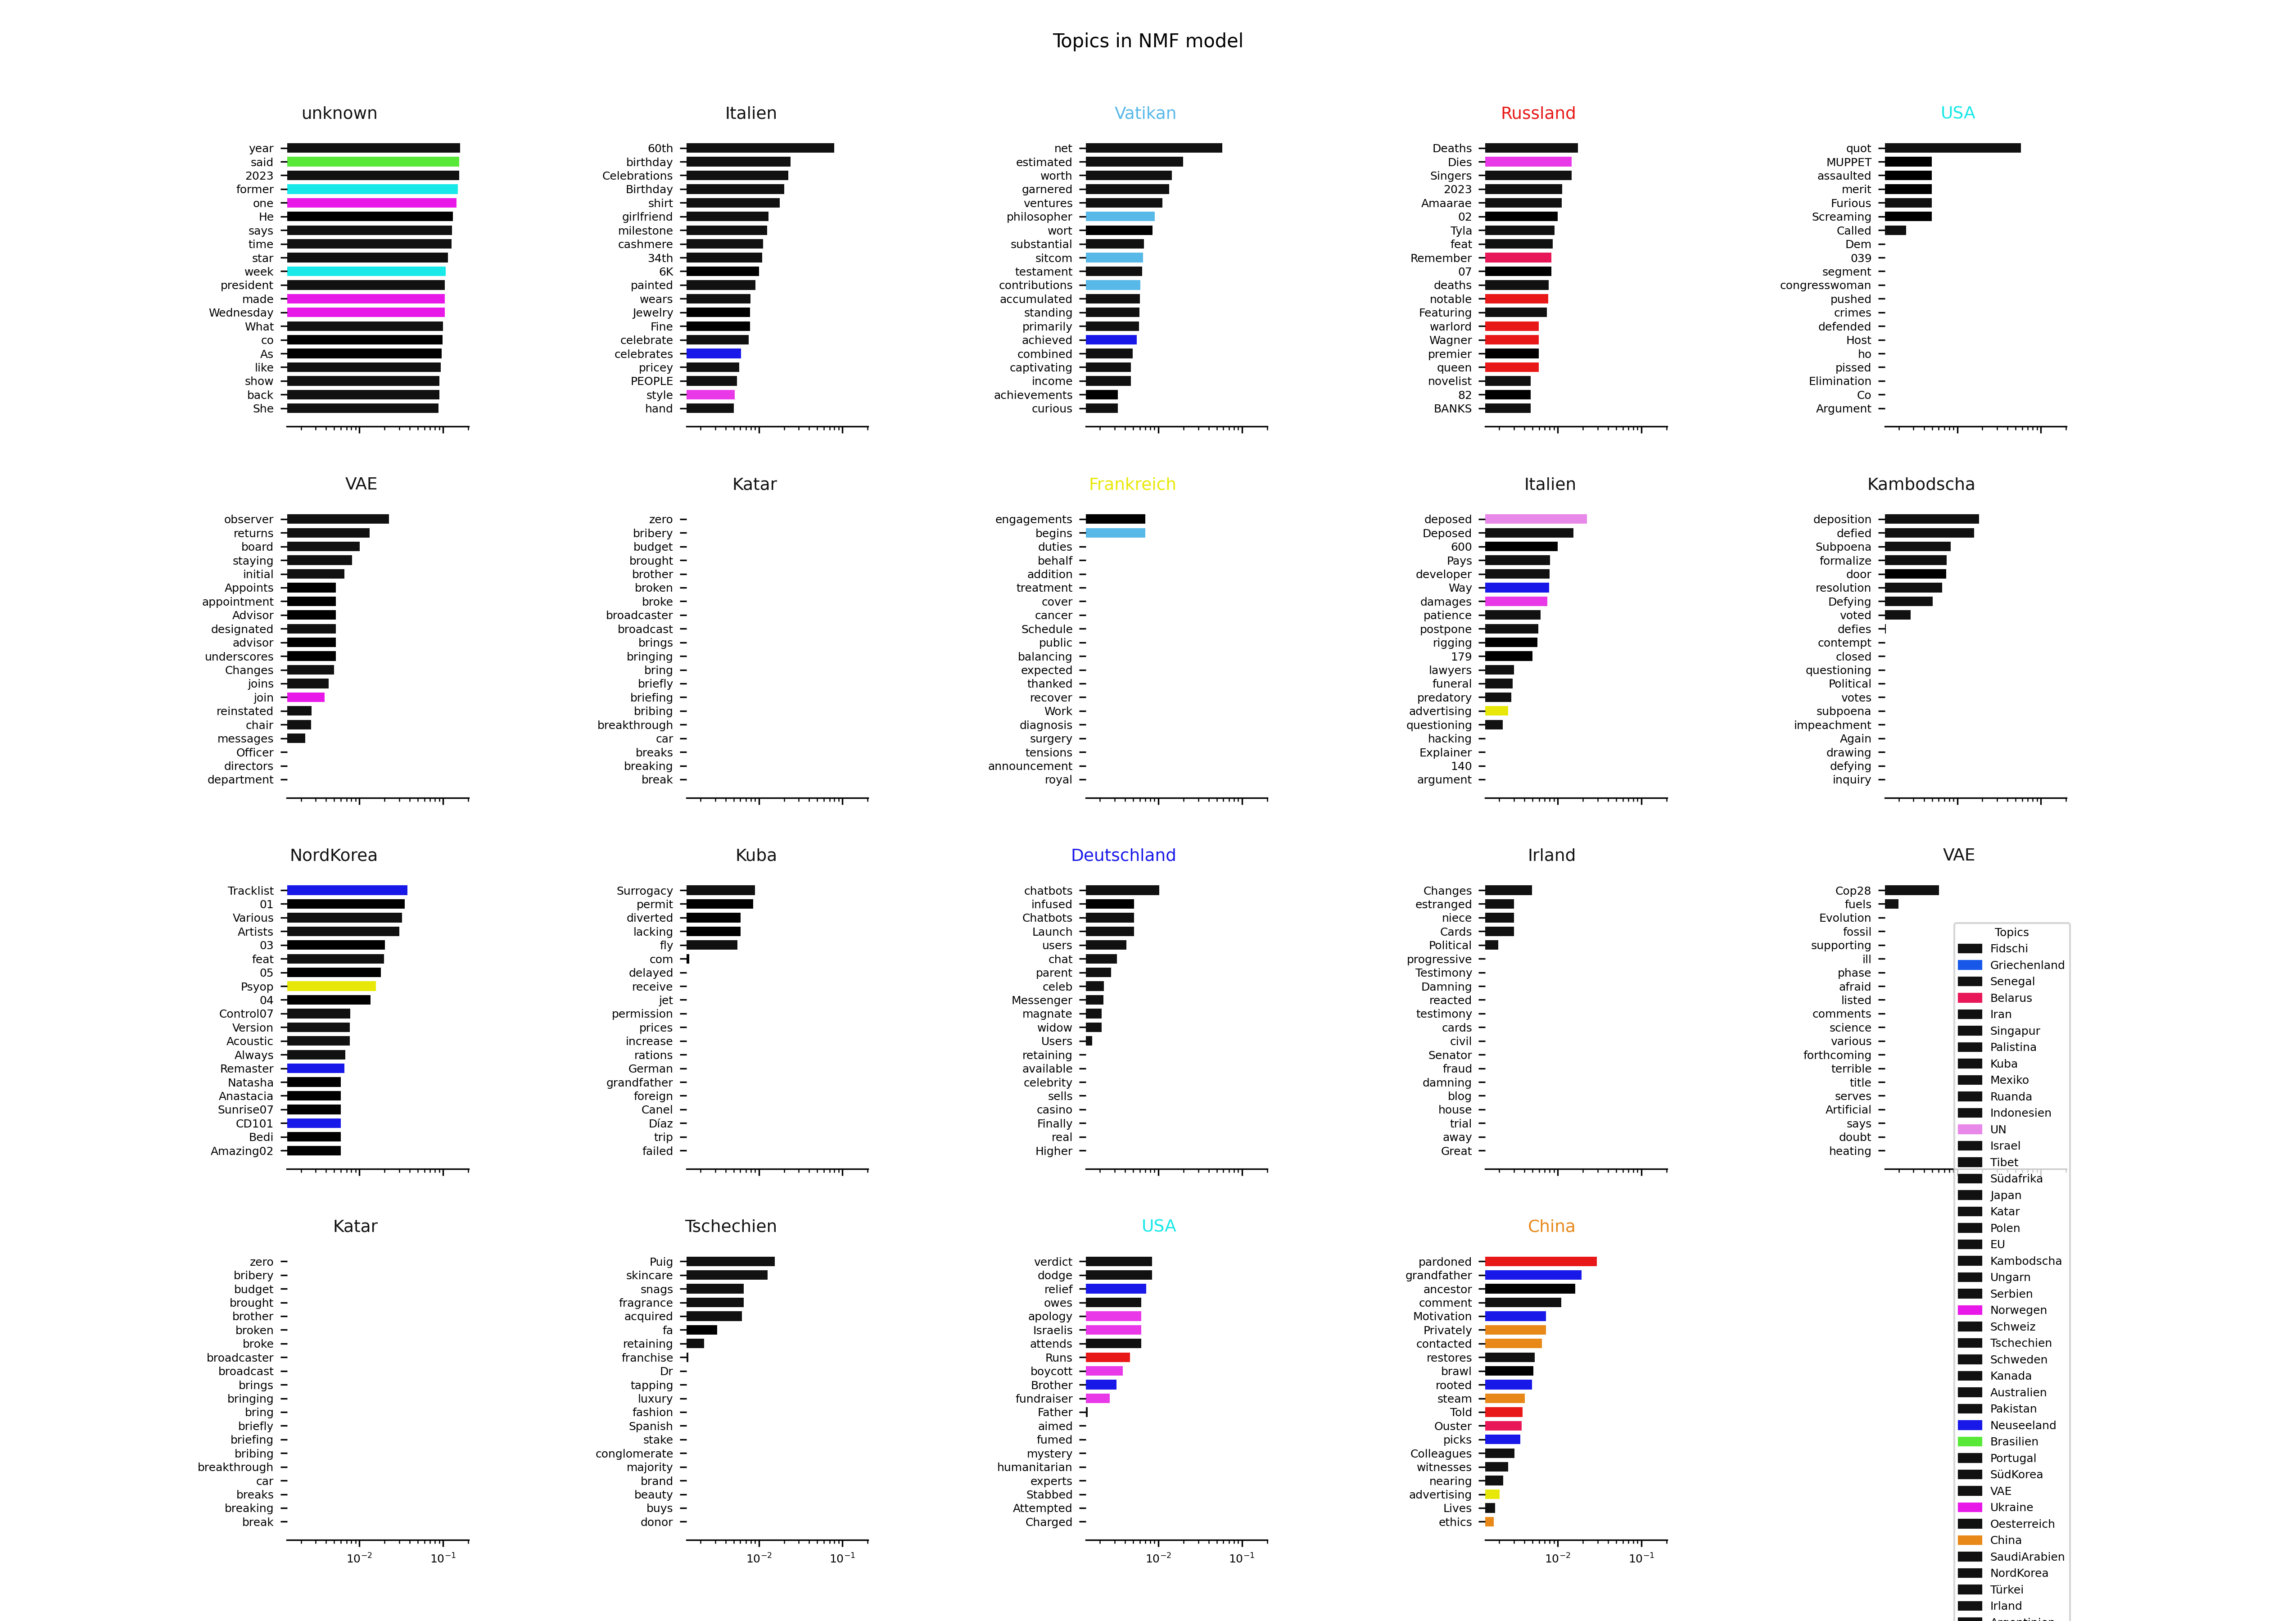 Topics in NMF model
unknown
year
said
2023
former
one
He
says
time
star
week
president
made
Wednesday
What
co
As
like
show
back
She
Italien
60th
birthday
Celebrations
Birthday
shirt
girlfriend
milestone
cashmere
34th
6K
painted
wears
Jewelry
Fine
celebrate
celebrates
pricey
PEOPLE
style
hand
Vatikan
net
estimated
worth
garnered
ventures
philosopher
wort
substantial
sitcom
testament
contributions
accumulated
standing
primarily
achieved
combined
captivating
income
achievements
curious
Russland
Deaths
Dies
Singers
2023
Amaarae
02
Tyla
feat
Remember
07
deaths
notable
Featuring
warlord
Wagner
premier
queen
novelist
82
BANKS
USA
quot
MUPPET
assaulted
merit
Furious
Screaming
Called
Dem
039
segment
congresswoman
pushed
crimes
defended
Host
ho
pissed
Elimination
Co
Argument
VAE
observer
returns
board
staying
initial
Appoints
appointment
Advisor
designated
advisor
underscores
Changes
joins
join
reinstated
chair
messages
Officer
directors
department
Katar
zero
bribery
budget
brought
brother
broken
broke
broadcaster
broadcast
brings
bringing
bring
briefly
briefing
bribing
breakthrough
car
breaks
breaking
break
Frankreich
engagements
begins
duties
behalf
addition
treatment
cover
cancer
Schedule
public
balancing
expected
thanked
recover
Work
diagnosis
surgery
tensions
announcement
royal
Italien
deposed
Deposed
600
Pays
developer
Way
damages
patience
postpone
rigging
179
lawyers
funeral
predatory
advertising
questioning
hacking
Explainer
140
argument
Kambodscha
deposition
defied
Subpoena
formalize
door
resolution
Defying
voted
defies
contempt
closed
questioning
Political
votes
subpoena
impeachment
Again
drawing
defying
inquiry
NordKorea
Tracklist
01
Various
Artists
03
feat
05
Psyop
04
Control07
Version
Acoustic
Always
Remaster
Natasha
Anastacia
Sunrise07
CD101
Bedi
Amazing02
Kuba
Surrogacy
permit
diverted
lacking
fly
com
delayed
receive
jet
permission
prices
increase
rations
German
grandfather
foreign
Canel
Díaz
trip
failed
Deutschland
chatbots
infused
Chatbots
Launch
users
chat
parent
celeb
Messenger
magnate
widow
Users
retaining
available
celebrity
sells
casino
Finally
real
Higher
Irland
Changes
estranged
niece
Cards
Political
progressive
Testimony
Damning
reacted
testimony
cards
civil
Senator
fraud
damning
blog
house
trial
away
Great
VAE
Cop28
fuels
Evolution
fossil
supporting
ill
phase
afraid
listed
comments
science
various
forthcoming
terrible
title
serves
Artificial
says
doubt
heating
Katar
zero
bribery
budget
brought
brother
broken
broke
broadcaster
broadcast
brings
bringing
bring
briefly
briefing
bribing
breakthrough
car
breaks
breaking
break
10⁻² 10⁻¹
Tschechien
Puig
skincare
snags
fragrance
acquired
fa
retaining
franchise
Dr
tapping
luxury
fashion
Spanish
stake
conglomerate
majority
brand
beauty
buys
donor
10⁻² 10⁻¹
USA
verdict
dodge
relief
owes
apology
Israelis
attends
Runs
boycott
Brother
fundraiser
Father
aimed
fumed
mystery
humanitarian
experts
Stabbed
Attempted
Charged
10⁻² 10⁻¹
China
pardoned
grandfather
ancestor
comment
Motivation
Privately
contacted
restores
brawl
rooted
steam
Told
Ouster
picks
Colleagues
witnesses
nearing
advertising
Lives
ethics
10⁻² 10⁻¹
Topics
Fidschi
Griechenland
Senegal
Belarus
Iran
Singapur
Palistina
Kuba
Mexiko
Ruanda
Indonesien
UN
Israel
Tibet
Südafrika
Japan
Katar
Polen
EU
Kambodscha
Ungarn
Serbien
Norwegen
Schweiz
Tschechien
Schweden
Kanada
Australien
Pakistan
Neuseeland
Brasilien
Portugal
SüdKorea
VAE
Ukraine
Oesterreich
China
SaudiArabien
NordKorea
Türkei
Irland